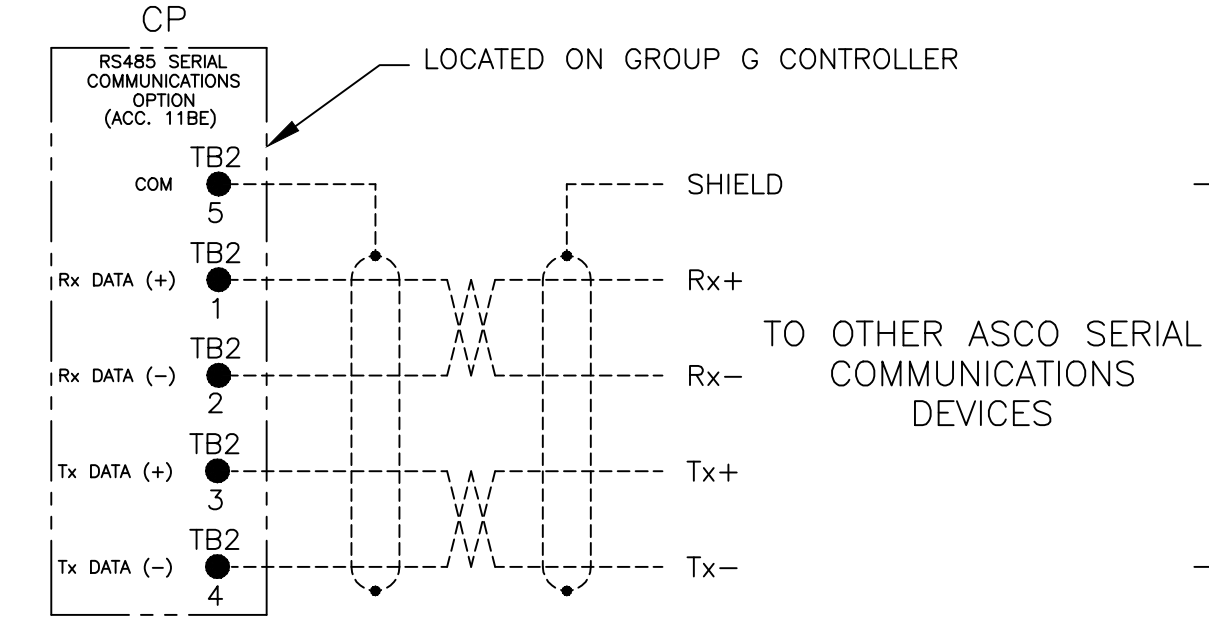 CP
RS485 SERIAL
COMMUNICATIONS
OPTION
(ACC. 11BE)
LOCATED ON GROUP G CONTROLLER
TB2
COM
5
SHIELD
TB2
Rx DATA (+)
1
Rx+
TB2
Rx DATA (-)
2
Rx-
TO OTHER ASCO SERIAL
COMMUNICATIONS
DEVICES
TB2
Tx DATA (+)
3
Tx+
TB2
Tx DATA (-)
4
Tx-